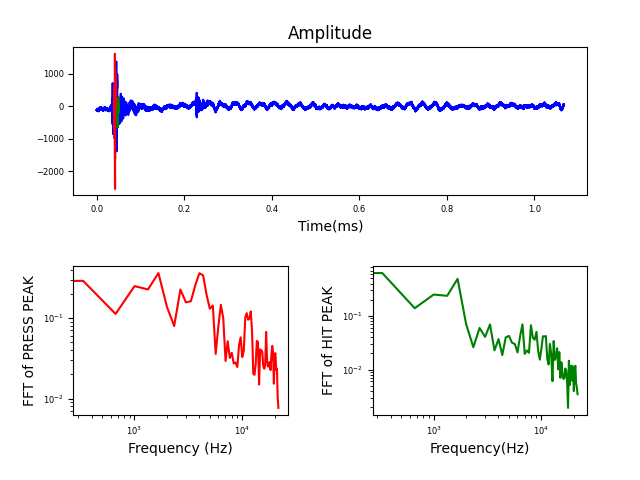 Amplitude
1000
0
−1000
−2000
0.0 0.2 0.4 0.6 0.8 1.0
Time(ms)
FFT of PRESS PEAK
10⁻¹
10⁻²
10³ 10⁴
Frequency (Hz)
FFT of HIT PEAK
10⁻¹
10⁻²
10³ 10⁴
Frequency(Hz)